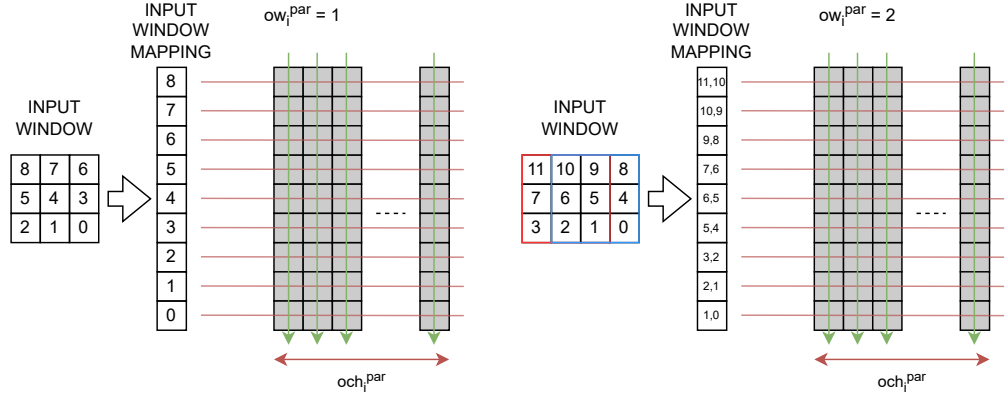 INPUT
WINDOW
MAPPING
ow_i^par = 1
8
7
6
5
4
3
2
1
0
INPUT
WINDOW
8 7 6
5 4 3
2 1 0
och_i^par
INPUT
WINDOW
MAPPING
ow_i^par = 2
11,10
10,9
9,8
7,6
6,5
5,4
3,2
2,1
1,0
INPUT
WINDOW
11 10 9 8
7 6 5 4
3 2 1 0
och_i^par